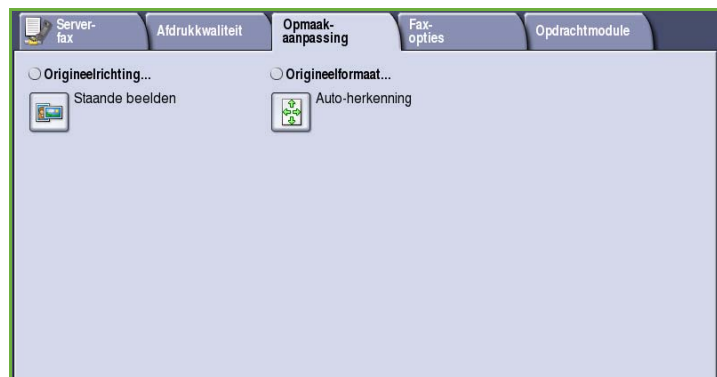 Server-
fax
Afdrukkwaliteit
Opmaak-
aanpassing
Fax-
opties
Opdrachtmodule
Origineelrichting...
Staande beelden
Origineelformaat...
Auto-herkenning